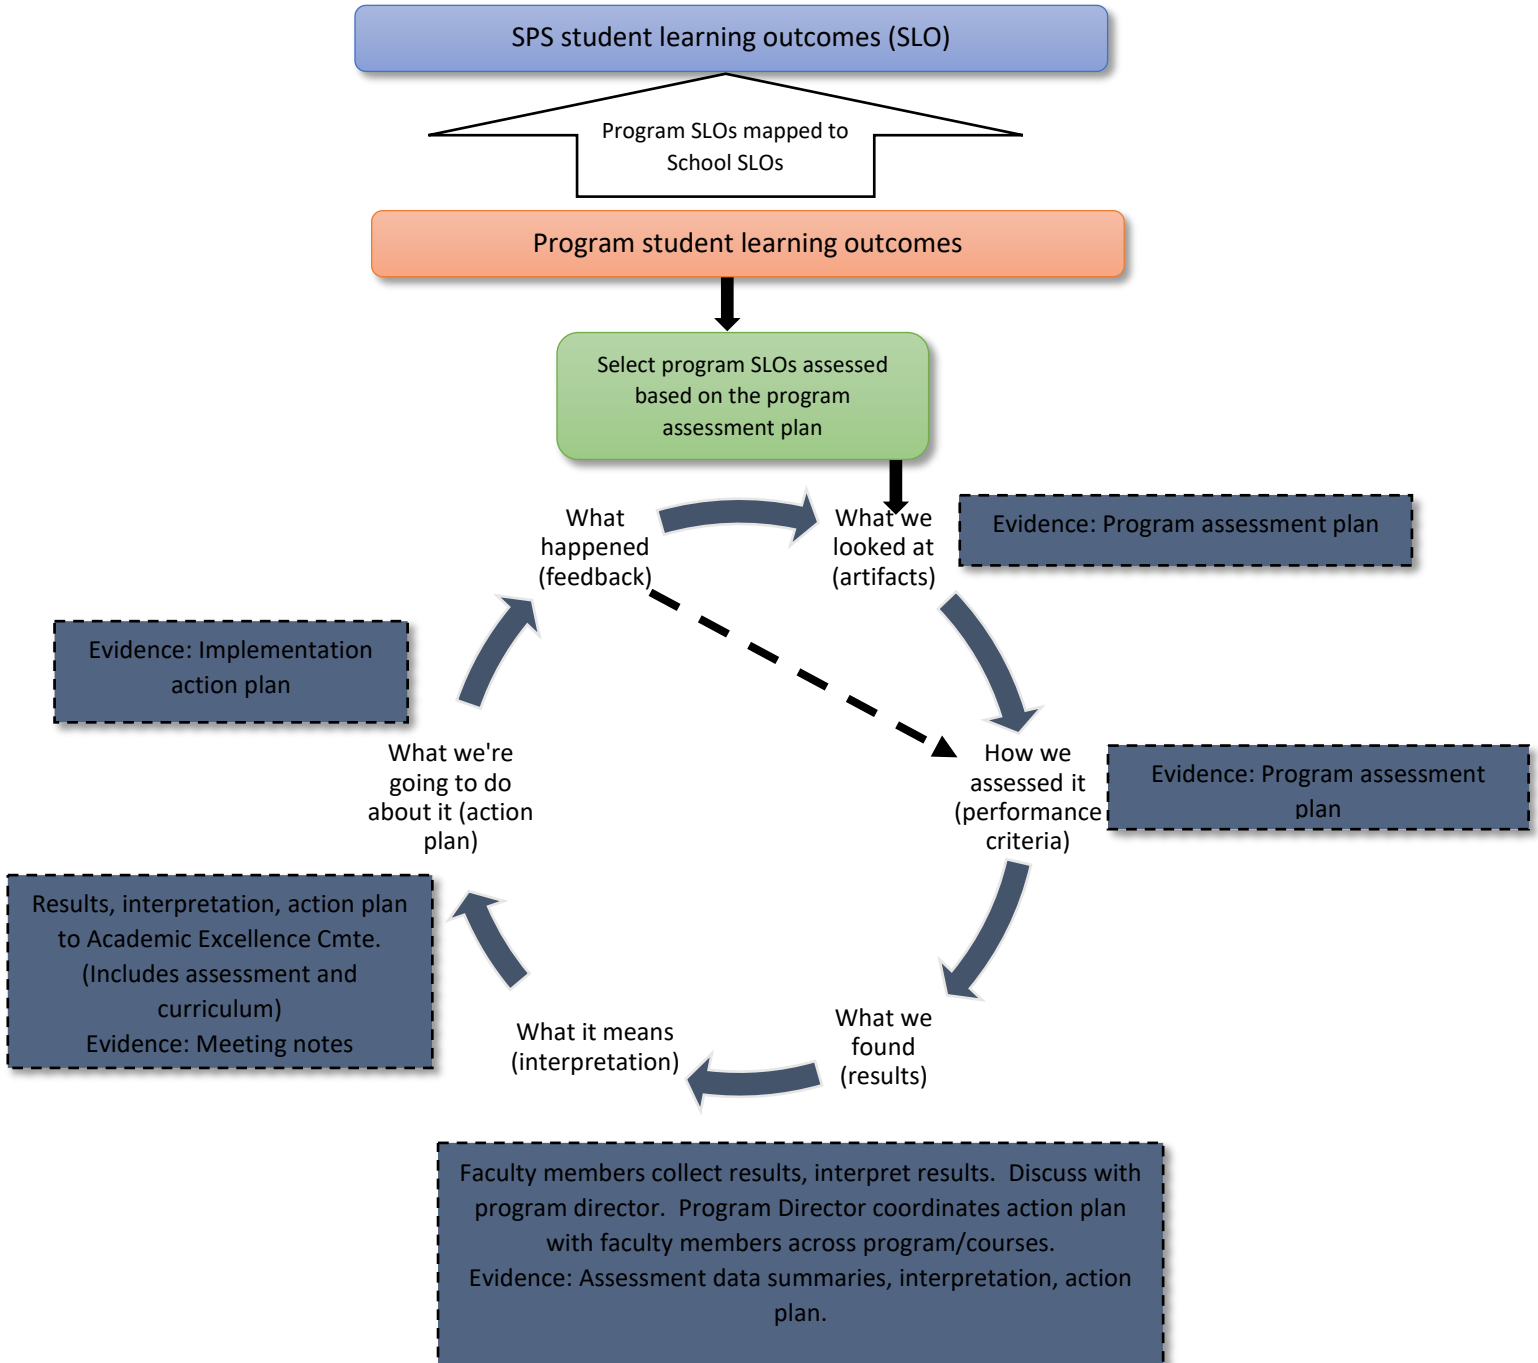 SPS student learning outcomes (SLO)
Program SLOs mapped to
School SLOs
Program student learning outcomes
Select program SLOs assessed
based on the program
assessment plan
What
happened
(feedback)
What we
looked at
(artifacts)
Evidence: Program assessment plan
Evidence: Implementation
action plan
What we're
going to do
about it (action
plan)
How we
assessed it
(performance
criteria)
Evidence: Program assessment
plan
Results, interpretation, action plan
to Academic Excellence Cmte.
(Includes assessment and
curriculum)
Evidence: Meeting notes
What it means
(interpretation)
What we
found
(results)
Faculty members collect results, interpret results.  Discuss with
program director.  Program Director coordinates action plan
with faculty members across program/courses.
Evidence: Assessment data summaries, interpretation, action
plan.